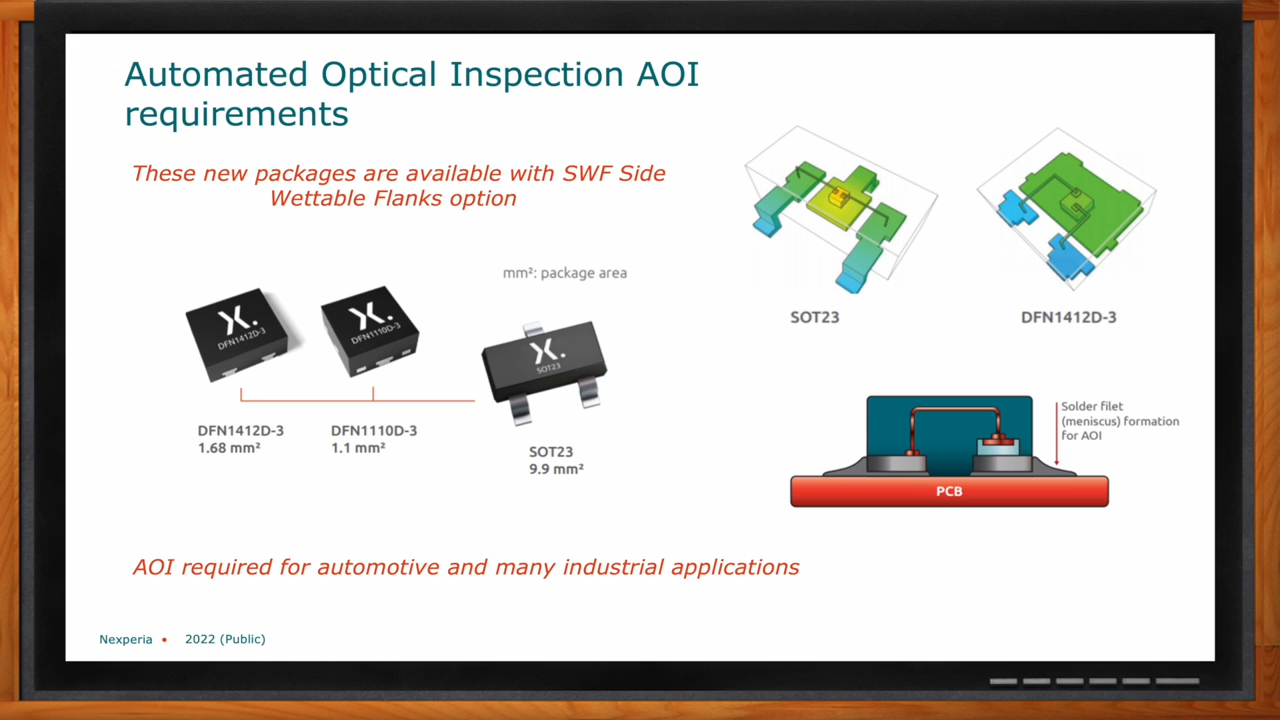 Automated Optical Inspection AOI
requirements
These new packages are available with SWF Side
Wettable Flanks option
mm²: package area
DFN1412D-3
DFN1110D-3
SOT23
DFN1412D-3
1.68 mm²
DFN1110D-3
1.1 mm²
SOT23
9.9 mm²
SOT23
DFN1412D-3
Solder filet
(meniscus) formation
for AOI
PCB
AOI required for automotive and many industrial applications
Nexperia • 2022 (Public)